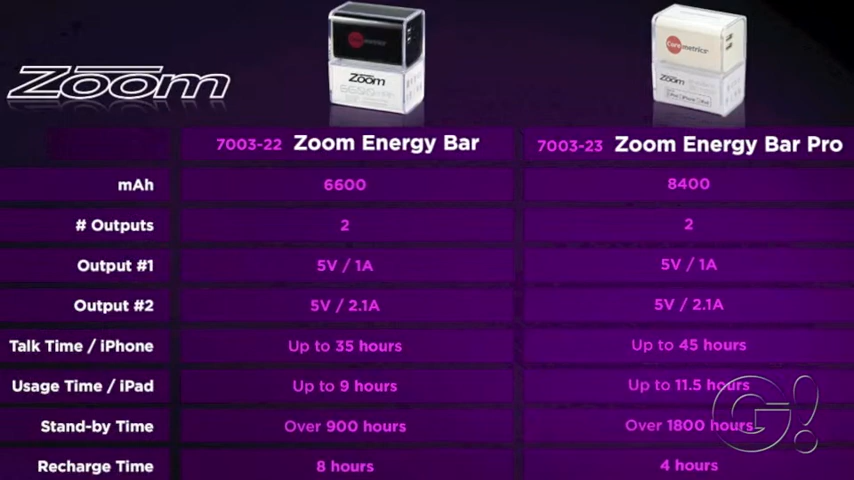 Zoom
Coremetrics
Zoom
6600
Coremetrics
Zoom
7003-22 Zoom Energy Bar
7003-23 Zoom Energy Bar Pro
mAh 6600 8400
# Outputs 2 2
Output #1 5V / 1A 5V / 1A
Output #2 5V / 2.1A 5V / 2.1A
Talk Time / iPhone Up to 35 hours Up to 45 hours
Usage Time / iPad Up to 9 hours Up to 11.5 hours
Stand-by Time Over 900 hours Over 1800 hours
Recharge Time 8 hours 4 hours
G!